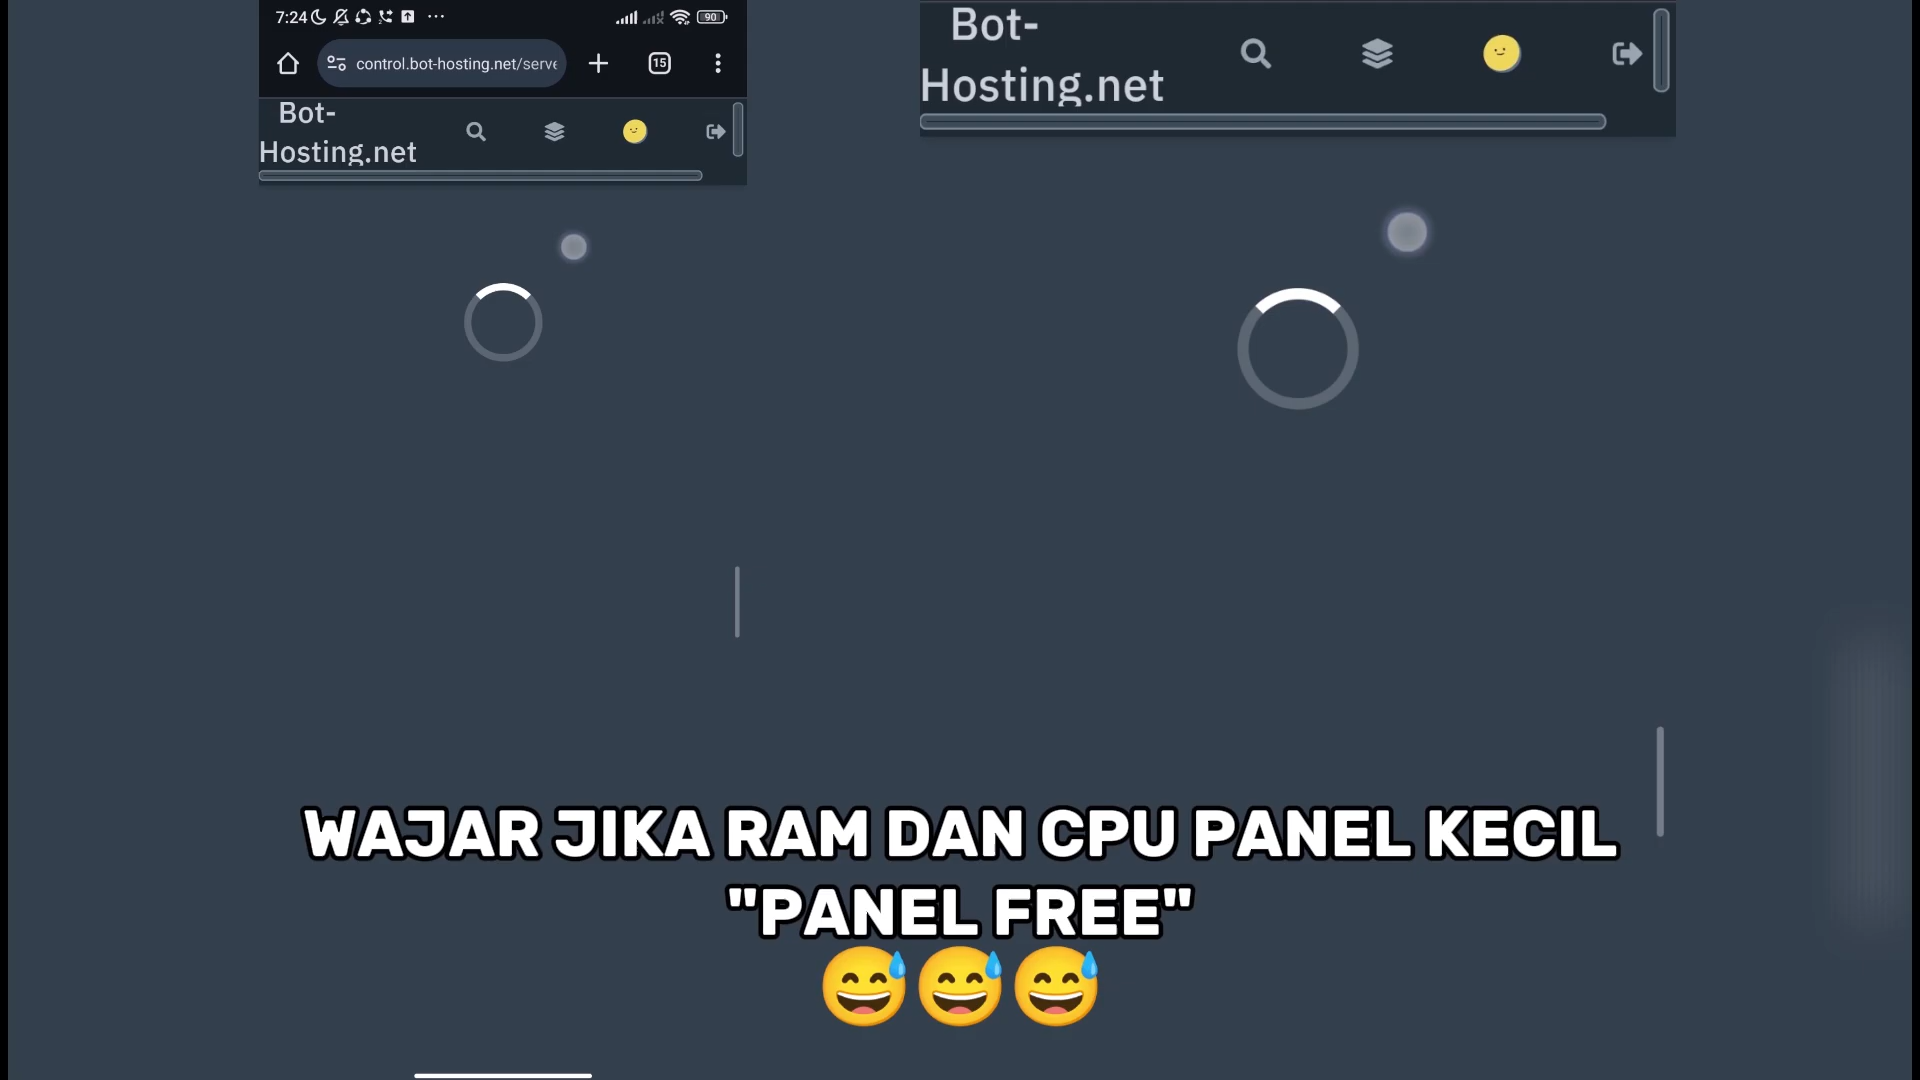 7:24
90
control.bot-hosting.net/serve
15
Bot-
Hosting.net
Bot-
Hosting.net
WAJAR JIKA RAM DAN CPU PANEL KECIL
"PANEL FREE"
😅😅😅